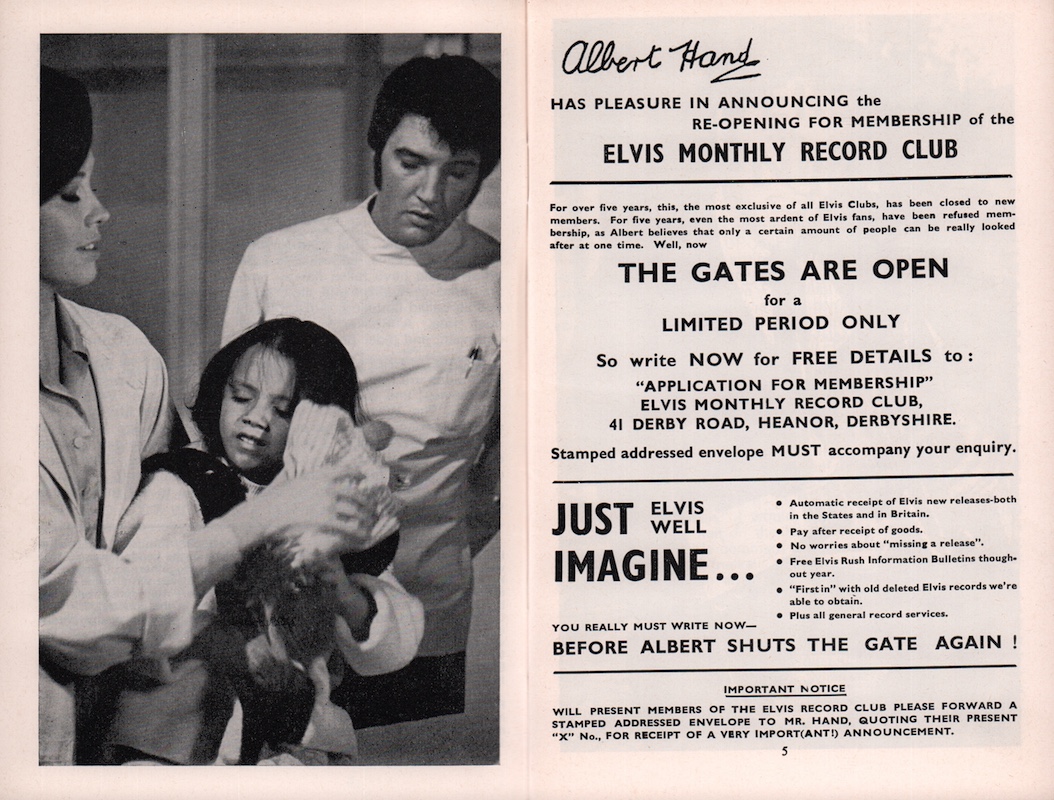 Albert Hand
HAS PLEASURE IN ANNOUNCING the
RE-OPENING FOR MEMBERSHIP of the
ELVIS MONTHLY RECORD CLUB
For over five years, this, the most exclusive of all Elvis Clubs, has been closed to new
members. For five years, even the most ardent of Elvis fans, have been refused mem-
bership, as Albert believes that only a certain amount of people can be really looked
after at one time. Well, now
THE GATES ARE OPEN
for a
LIMITED PERIOD ONLY
So write NOW for FREE DETAILS to:
"APPLICATION FOR MEMBERSHIP"
ELVIS MONTHLY RECORD CLUB,
41 DERBY ROAD, HEANOR, DERBYSHIRE.
Stamped addressed envelope MUST accompany your enquiry.
JUST ELVIS
WELL
IMAGINE...
• Automatic receipt of Elvis new releases-both
in the States and in Britain.
• Pay after receipt of goods.
• No worries about "missing a release".
• Free Elvis Rush Information Bulletins though-
out year.
• "First in" with old deleted Elvis records we're
able to obtain.
• Plus all general record services.
YOU REALLY MUST WRITE NOW—
BEFORE ALBERT SHUTS THE GATE AGAIN !
IMPORTANT NOTICE
WILL PRESENT MEMBERS OF THE ELVIS RECORD CLUB PLEASE FORWARD A
STAMPED ADDRESSED ENVELOPE TO MR. HAND, QUOTING THEIR PRESENT
"X" No., FOR RECEIPT OF A VERY IMPORT(ANT!) ANNOUNCEMENT.
5